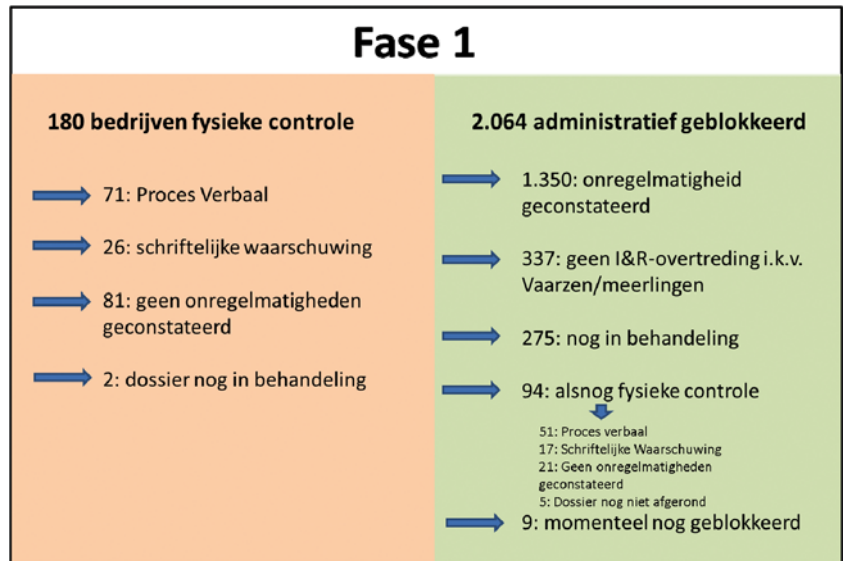 Fase 1
180 bedrijven fysieke controle
71: Proces Verbaal
26: schriftelijke waarschuwing
81: geen onregelmatigheden
geconstateerd
2: dossier nog in behandeling
2.064 administratief geblokkeerd
1.350: onregelmatigheid
geconstateerd
337: geen I&R-overtreding i.k.v.
Vaarzen/meerlingen
275: nog in behandeling
94: alsnog fysieke controle
51: Proces verbaal
17: Schriftelijke Waarschuwing
21: Geen onregelmatigheden
geconstateerd
5: Dossier nog niet afgerond
9: momenteel nog geblokkeerd